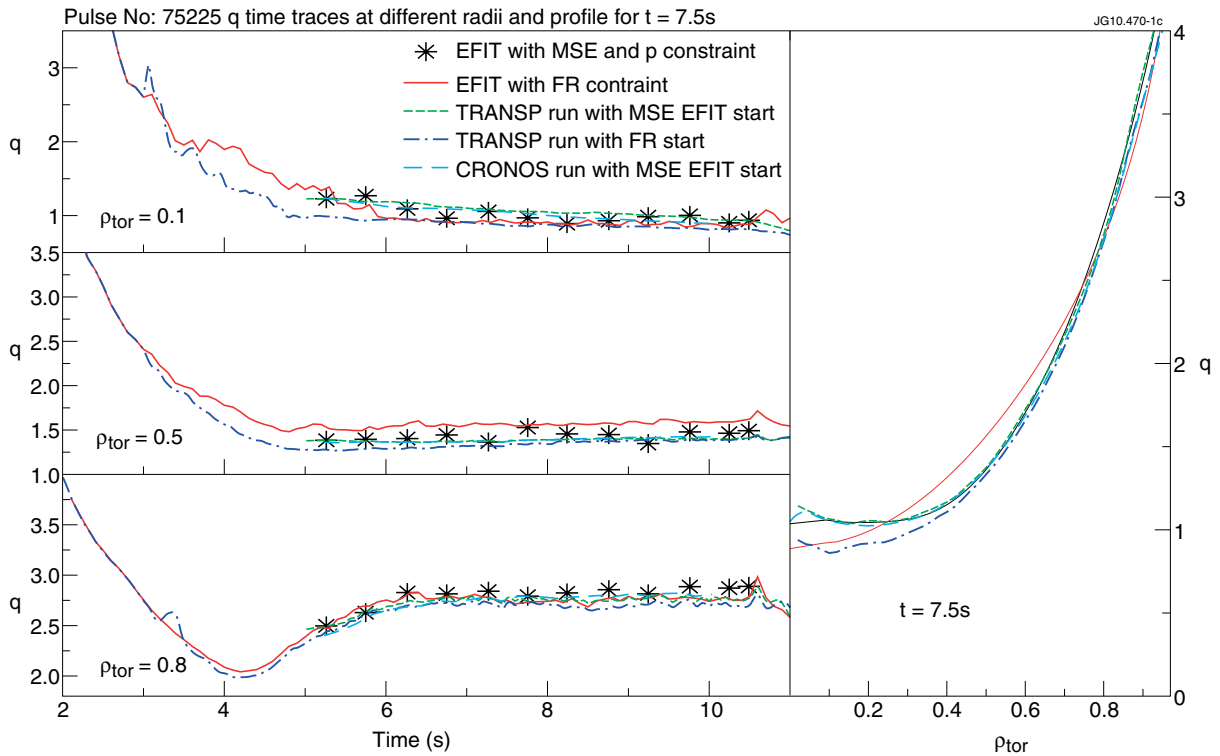 Pulse No: 75225 q time traces at different radii and profile for t = 7.5s
JG10.470-1c
EFIT with MSE and p constraint
EFIT with FR contraint
TRANSP run with MSE EFIT start
TRANSP run with FR start
CRONOS run with MSE EFIT start
3
2
1
q
ρtor = 0.1
3.5
3.0
2.5
2.0
1.5
1.0
q
ρtor = 0.5
1.0
3.5
3.0
2.5
2.0
q
ρtor = 0.8
2 4 6 8 10
Time (s)
4
3
2
1
0
q
t = 7.5s
0.2 0.4 0.6 0.8
ρtor